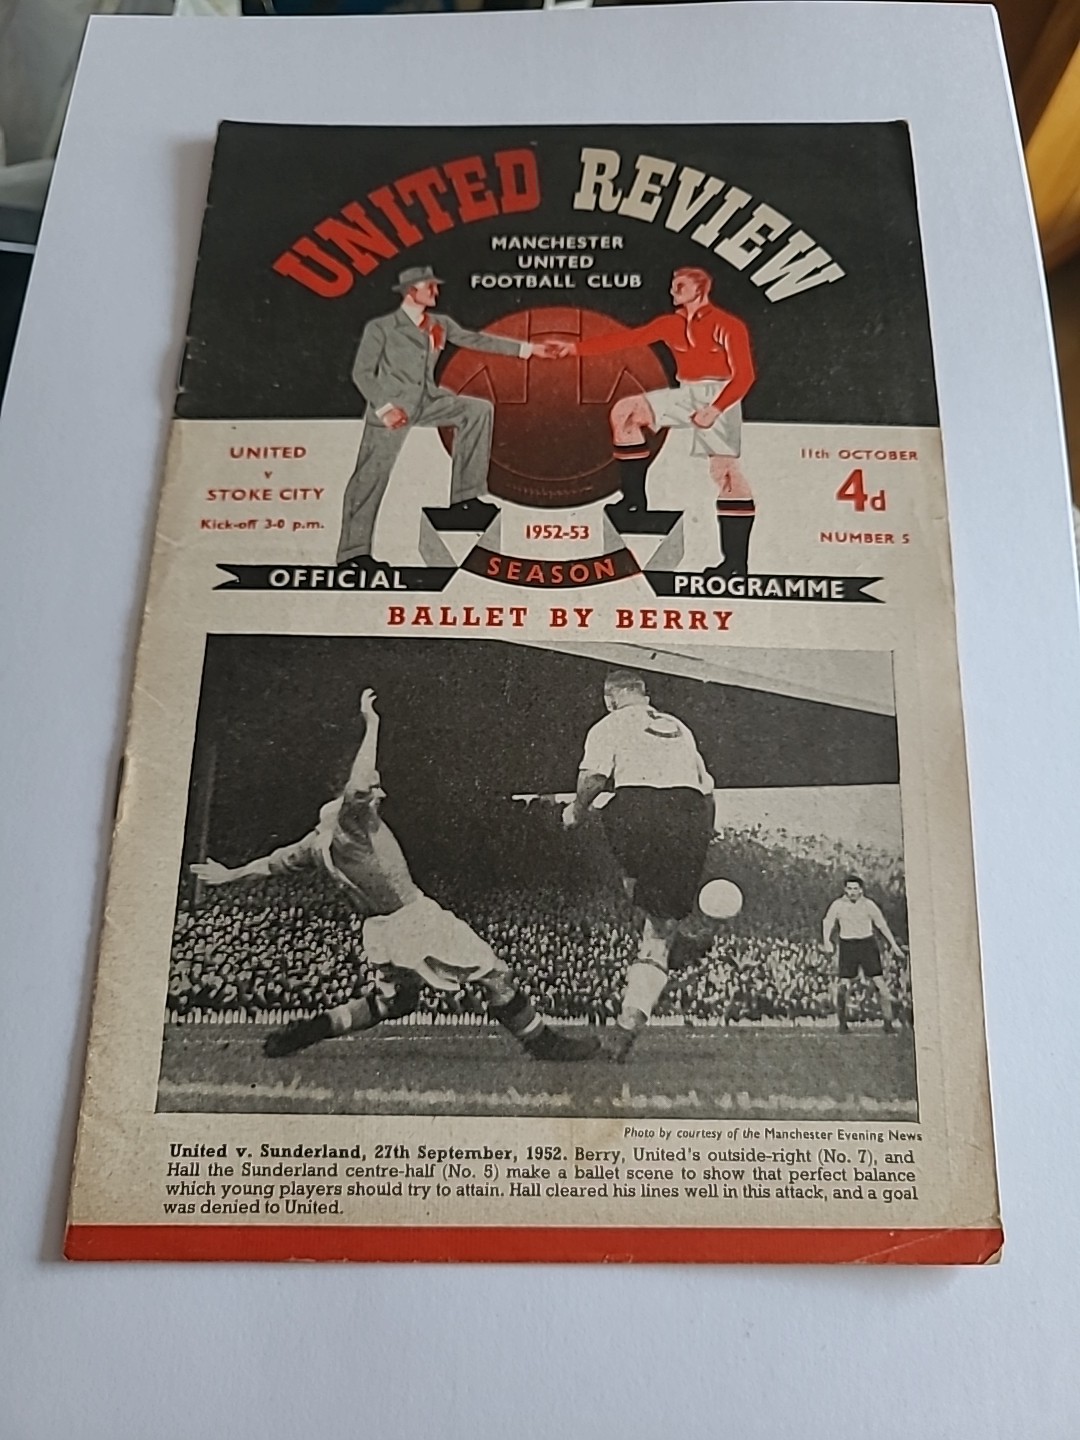 UNITED REVIEW
MANCHESTER
UNITED
FOOTBALL CLUB
UNITED
v
STOKE CITY
Kick-off 3-0 p.m.
11th OCTOBER
4d
NUMBER 5
1952-53
SEASON
OFFICIAL
PROGRAMME
BALLET BY BERRY
5
Photo by courtesy of the Manchester Evening News
United v. Sunderland, 27th September, 1952. Berry, United's outside-right (No. 7), and
Hall the Sunderland centre-half (No. 5) make a ballet scene to show that perfect balance
which young players should try to attain. Hall cleared his lines well in this attack, and a goal
was denied to United.